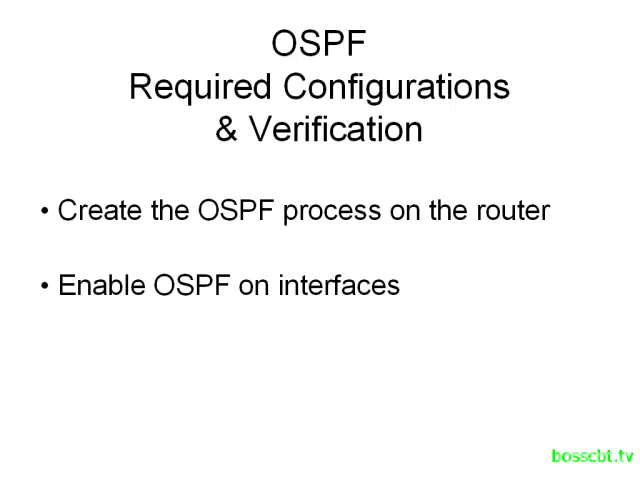 OSPF
Required Configurations
& Verification
• Create the OSPF process on the router
• Enable OSPF on interfaces
bosscbt.tv